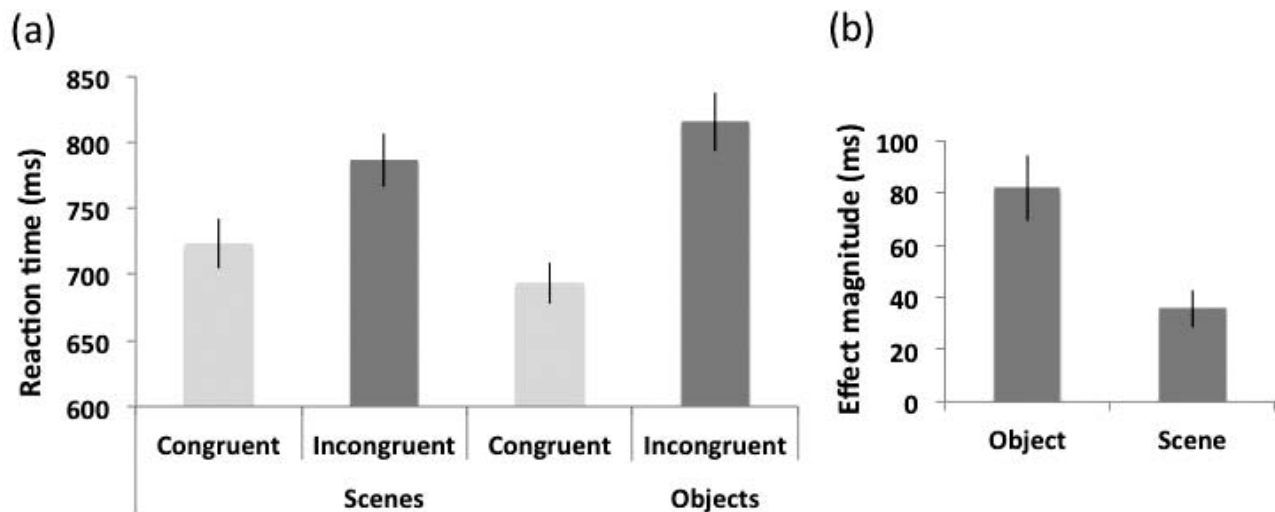 (a)
Reaction time (ms)
850
800
750
700
650
600
Congruent Incongruent Congruent Incongruent
Scenes Objects
(b)
Effect magnitude (ms)
100
80
60
40
20
0
Object Scene